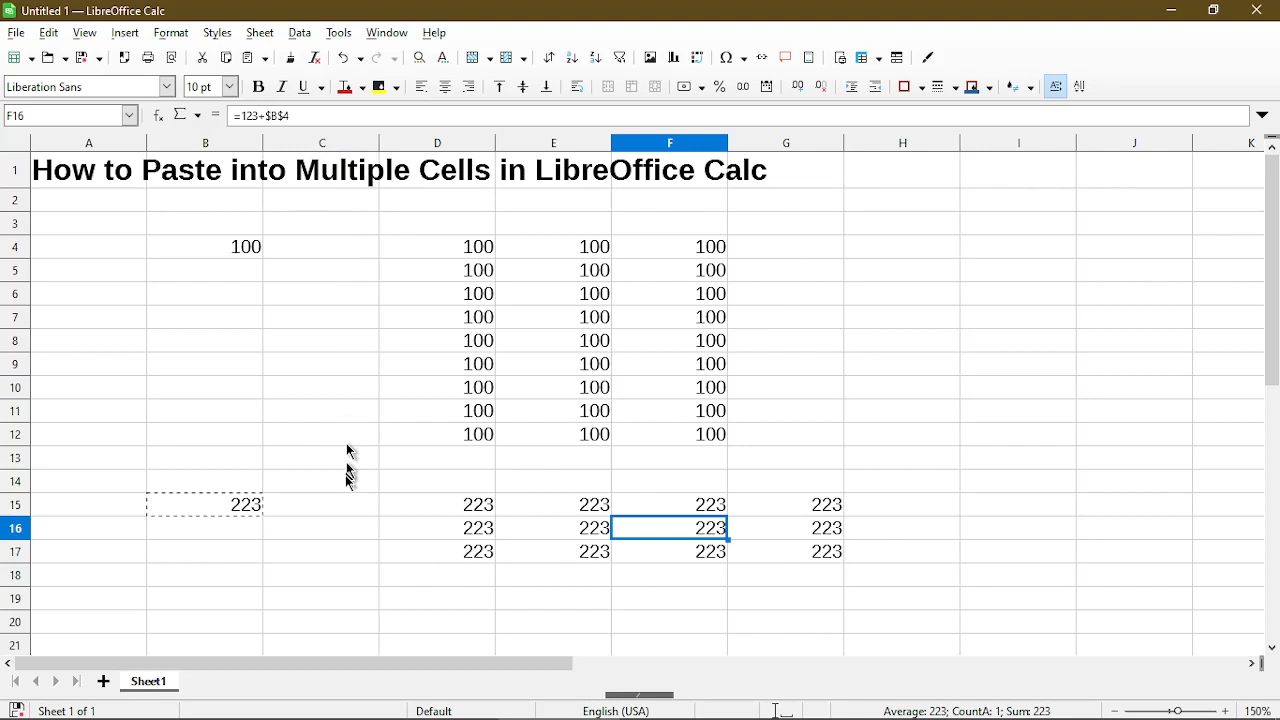 Untitled 1 — LibreOffice Calc
File Edit View Insert Format Styles Sheet Data Tools Window Help
Liberation Sans 10 pt
F16 =123+$B$4
A B C D E F G H I J K
1 How to Paste into Multiple Cells in LibreOffice Calc
2
3
4 100 100 100 100
5 100 100 100
6 100 100 100
7 100 100 100
8 100 100 100
9 100 100 100
10 100 100 100
11 100 100 100
12 100 100 100
13
14
15 223 223 223 223 223
16 223 223 223 223
17 223 223 223 223
18
19
20
21
Sheet1
Sheet 1 of 1 Default English (USA) Average: 223; CountA: 1; Sum: 223 150%